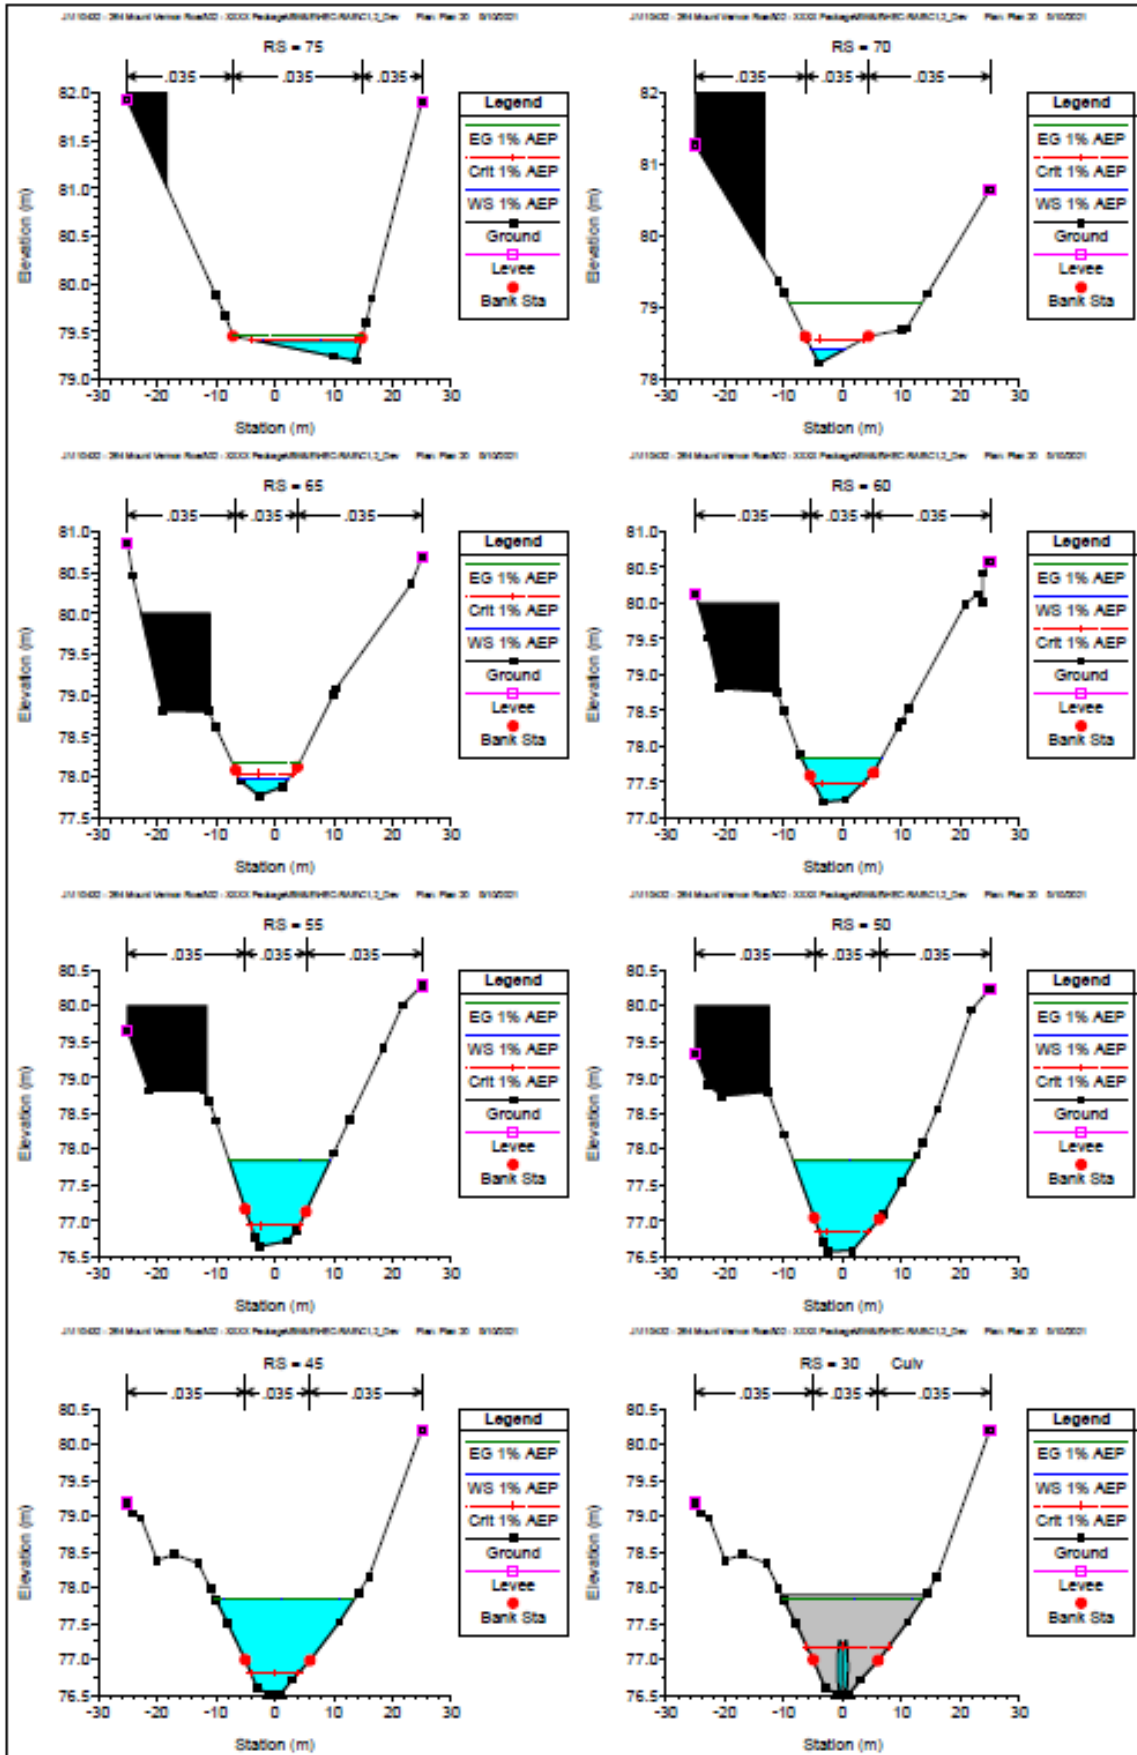 RS = 75
.035 .035 .035
82.0
81.5
81.0
80.5
80.0
79.5
79.0
-30 -20 -10 0 10 20 30
Elevation (m)
Station (m)
Legend
EG 1% AEP
Crit 1% AEP
WS 1% AEP
Ground
Levee
Bank Sta
RS = 70
.035 .035 .035
82
81
80
79
78
-30 -20 -10 0 10 20 30
Elevation (m)
Station (m)
Legend
EG 1% AEP
Crit 1% AEP
WS 1% AEP
Ground
Levee
Bank Sta
RS = 65
.035 .035 .035
81.0
80.5
80.0
79.5
79.0
78.5
78.0
77.5
-30 -20 -10 0 10 20 30
Elevation (m)
Station (m)
Legend
EG 1% AEP
Crit 1% AEP
WS 1% AEP
Ground
Levee
Bank Sta
RS = 60
.035 .035 .035
81.0
80.5
80.0
79.5
79.0
78.5
78.0
77.5
77.0
-30 -20 -10 0 10 20 30
Elevation (m)
Station (m)
Legend
EG 1% AEP
WS 1% AEP
Crit 1% AEP
Ground
Levee
Bank Sta
RS = 55
.035 .035 .035
80.5
80.0
79.5
79.0
78.5
78.0
77.5
77.0
76.5
-30 -20 -10 0 10 20 30
Elevation (m)
Station (m)
Legend
EG 1% AEP
WS 1% AEP
Crit 1% AEP
Ground
Levee
Bank Sta
RS = 50
.035 .035 .035
80.5
80.0
79.5
79.0
78.5
78.0
77.5
77.0
76.5
-30 -20 -10 0 10 20 30
Elevation (m)
Station (m)
Legend
EG 1% AEP
WS 1% AEP
Crit 1% AEP
Ground
Levee
Bank Sta
RS = 45
.035 .035 .035
80.5
80.0
79.5
79.0
78.5
78.0
77.5
77.0
76.5
-30 -20 -10 0 10 20 30
Elevation (m)
Station (m)
Legend
EG 1% AEP
WS 1% AEP
Crit 1% AEP
Ground
Levee
Bank Sta
RS = 30 Culv
.035 .035 .035
80.5
80.0
79.5
79.0
78.5
78.0
77.5
77.0
76.5
-30 -20 -10 0 10 20 30
Elevation (m)
Station (m)
Legend
EG 1% AEP
WS 1% AEP
Crit 1% AEP
Ground
Levee
Bank Sta